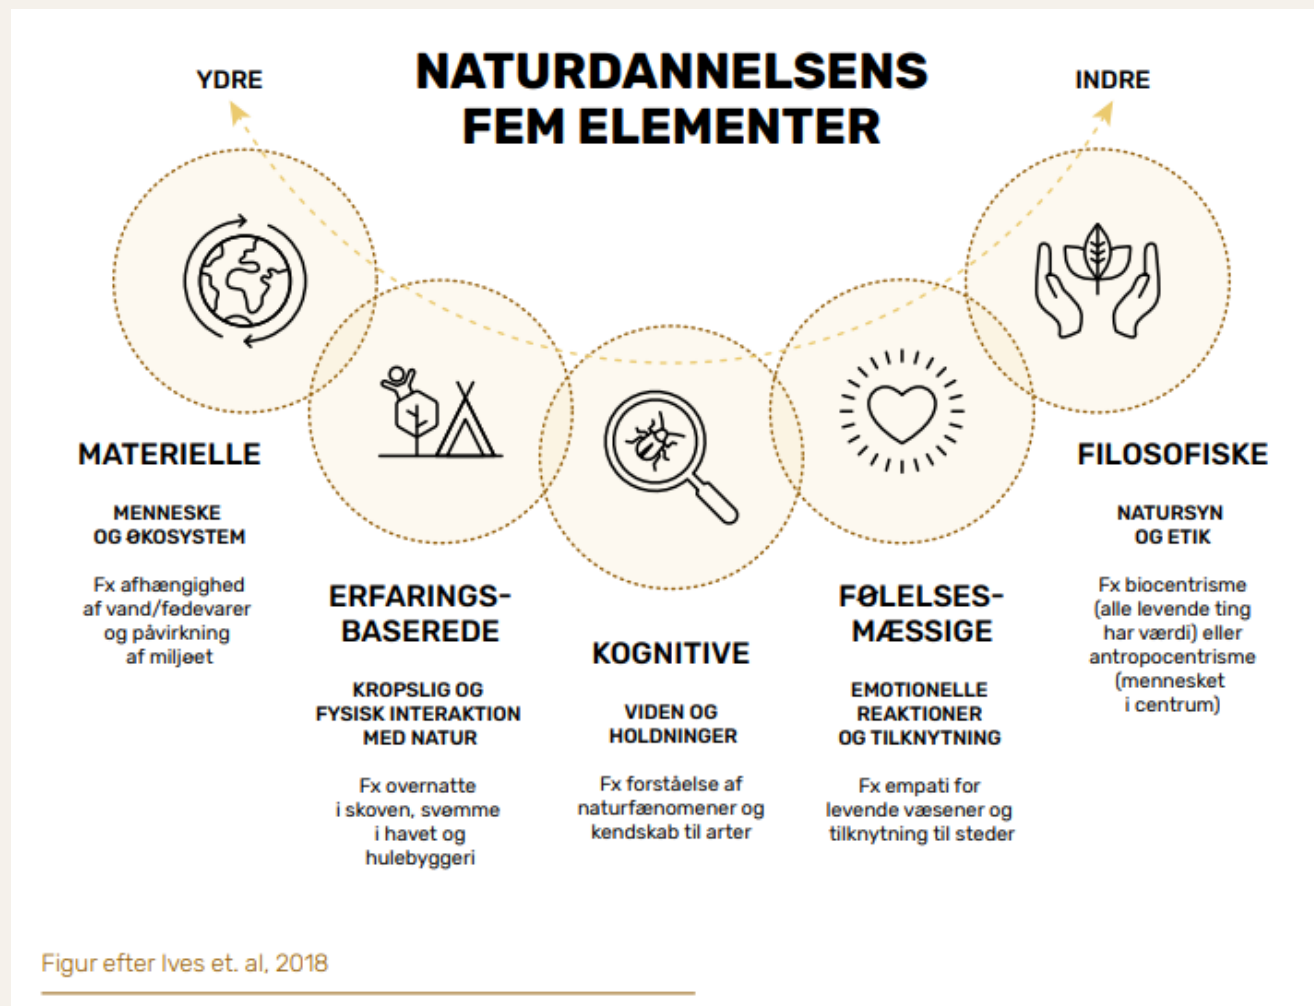 YDRE
NATURDANNELSENS
FEM ELEMENTER
INDRE
MATERIELLE
MENNESKE
OG ØKOSYSTEM
Fx afhængighed
af vand/fødevarer
og påvirkning
af miljøet
ERFARINGS-
BASEREDE
KROPSLIG OG
FYSISK INTERAKTION
MED NATUR
Fx overnatte
i skoven, svømme
i havet og
hulebyggeri
KOGNITIVE
VIDEN OG
HOLDNINGER
Fx forståelse af
naturfænomener og
kendskab til arter
FØLELSES-
MÆSSIGE
EMOTIONELLE
REAKTIONER
OG TILKNYTNING
Fx empati for
levende væsener og
tilknytning til steder
FILOSOFISKE
NATURSYN
OG ETIK
Fx biocentrisme
(alle levende ting
har værdi) eller
antropocentrisme
(mennesket
i centrum)
Figur efter Ives et. al, 2018